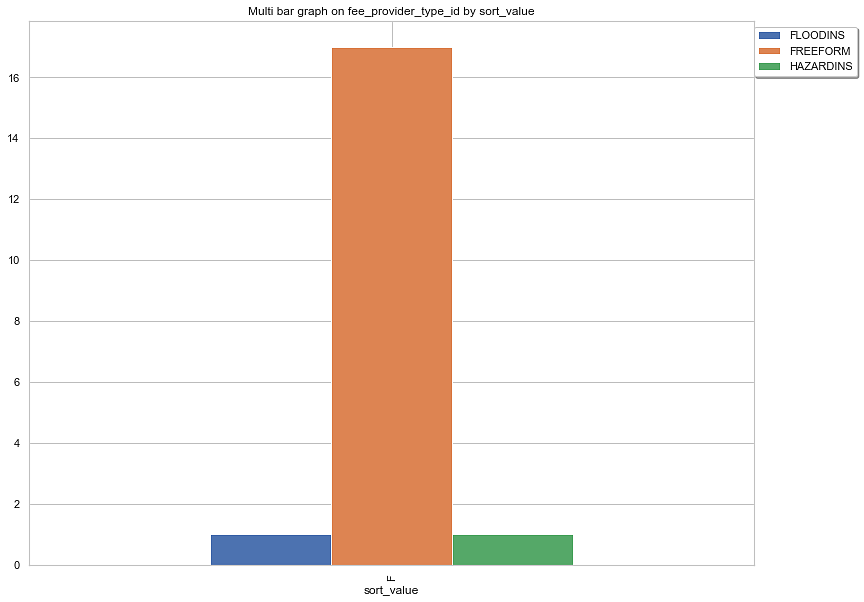 Multi bar graph on fee_provider_type_id by sort_value
FLOODINS
FREEFORM
HAZARDINS
16
14
12
10
8
6
4
2
0
F
sort_value